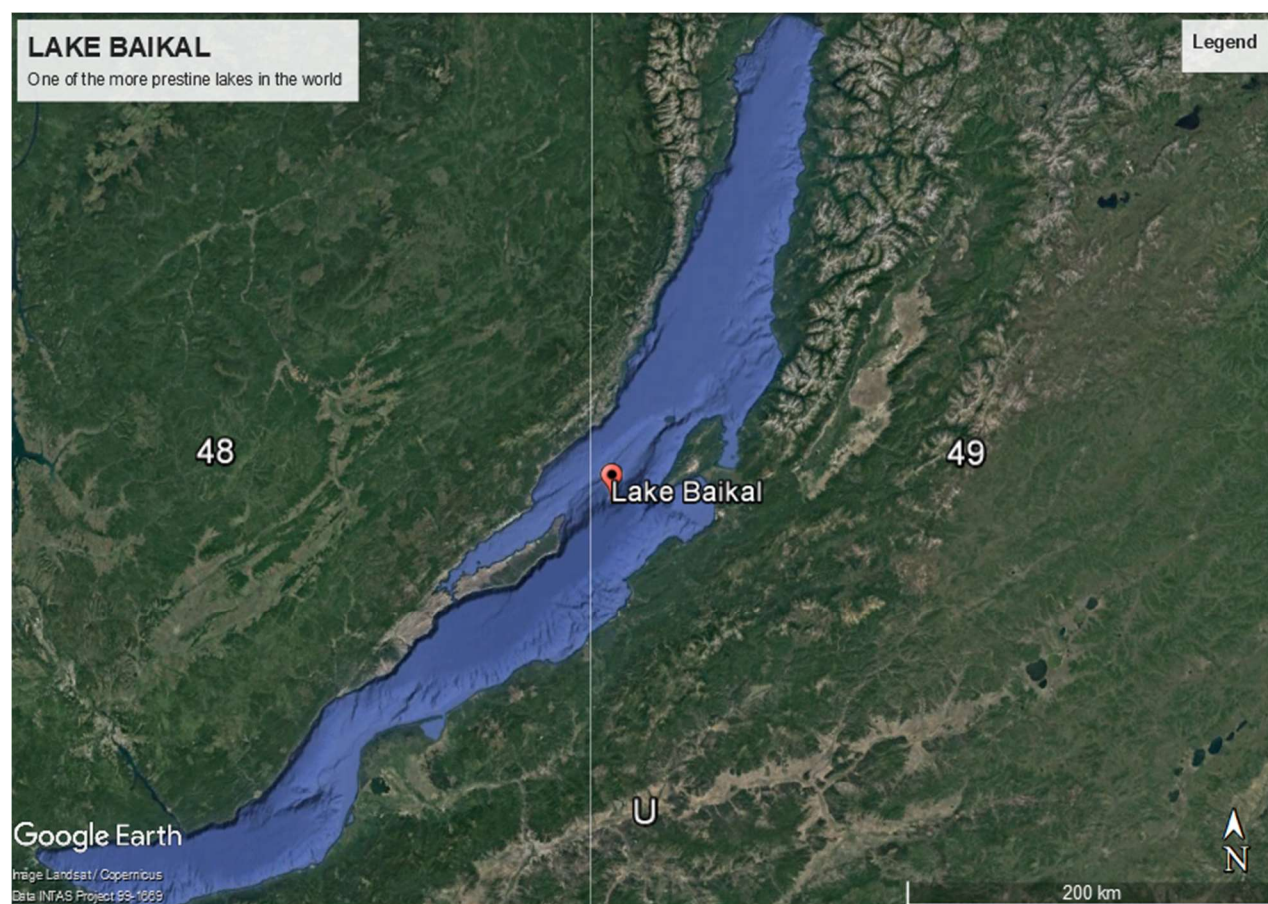 LAKE BAIKAL
One of the more prestine lakes in the world
Legend
48
49
Lake Baikal
U
Google Earth
Image Landsat / Copernicus
Data INTAS Project 99-1669
N
200 km